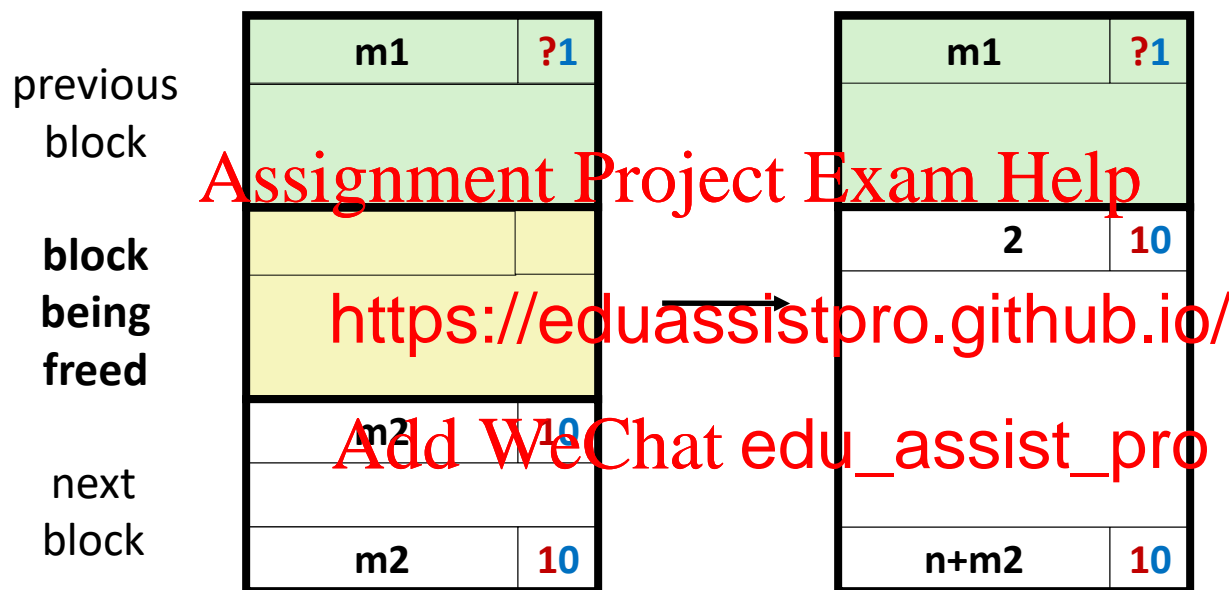 m1 ?1
m1 ?1
previous
block
Assignment Project Exam Help
2 10
block
being
freed
https://eduassistpro.github.io/
m2 10
Add WeChat edu_assist_pro
next
block
m2 10
n+m2 10